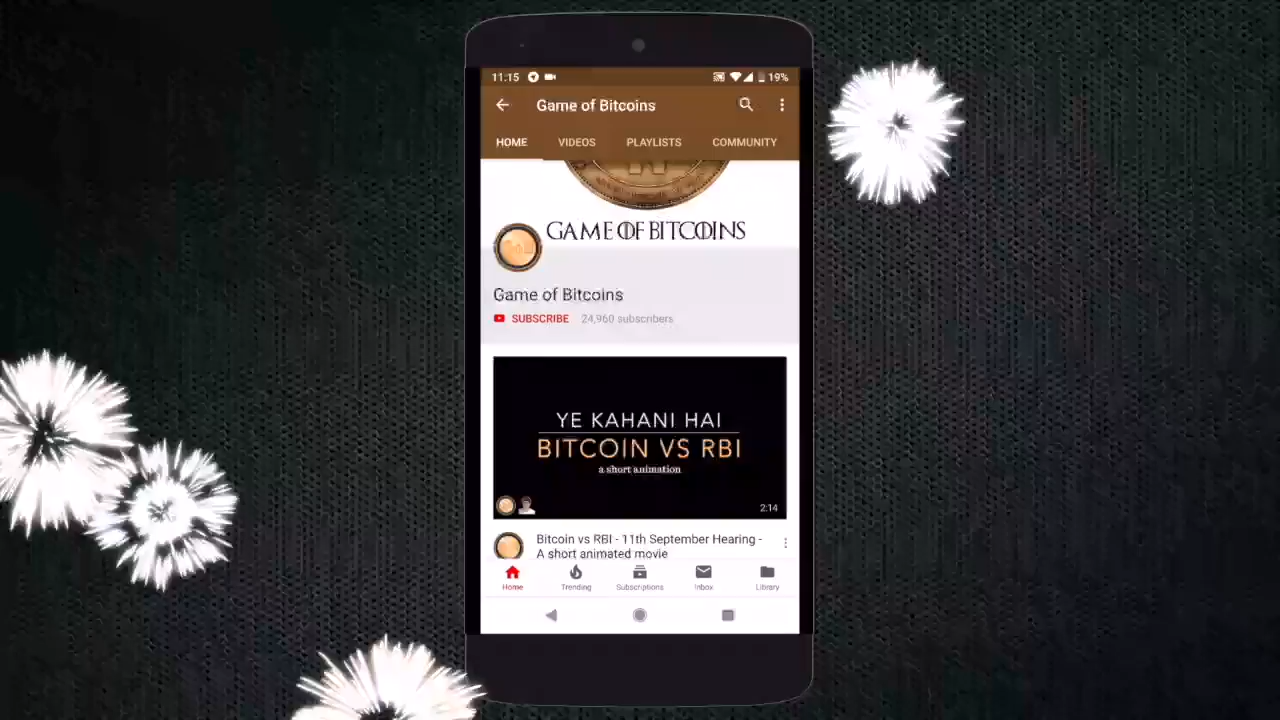 11:15 19%
Game of Bitcoins
HOME VIDEOS PLAYLISTS COMMUNITY
GAME OF BITCOINS
Game of Bitcoins
SUBSCRIBE 24,960 subscribers
YE KAHANI HAI
BITCOIN VS RBI
a short animation
2:14
Bitcoin vs RBI - 11th September Hearing -
A short animated movie
Home Trending Subscriptions Inbox Library